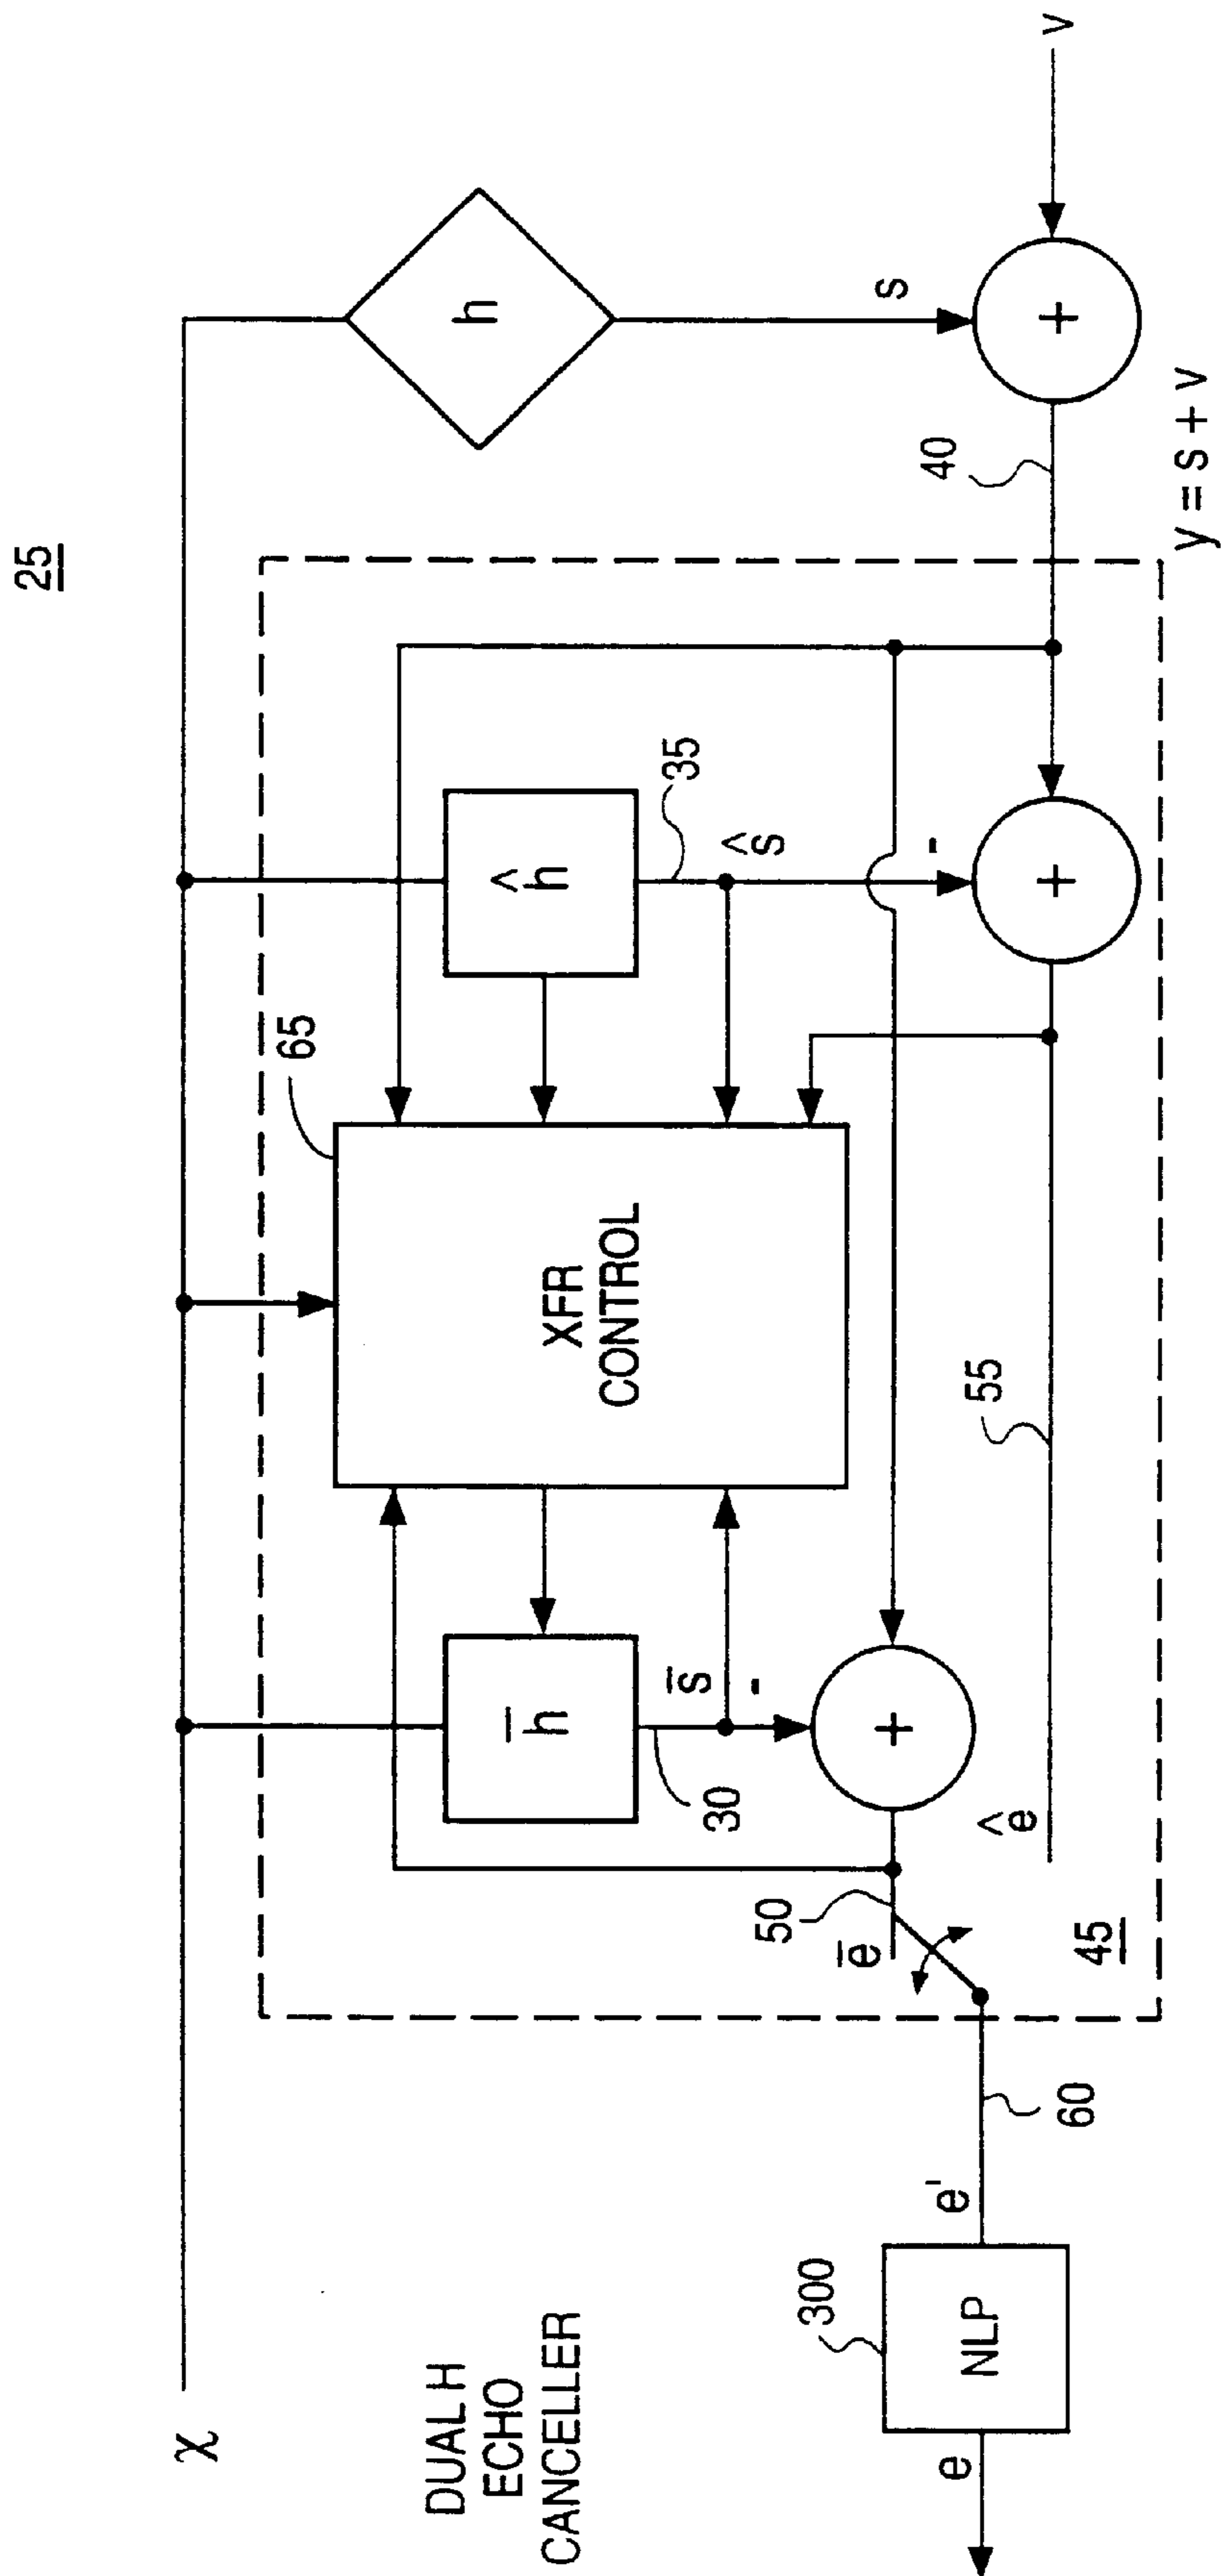 25
χ
h
s
v
40
y = s + v
65
XFR
CONTROL
ĥ
35
ŝ
-
h̅
30
s̅
-
50
e̅
55
ê
45
60
e'
300
NLP
e
DUAL H
ECHO
CANCELLER
+
+
+